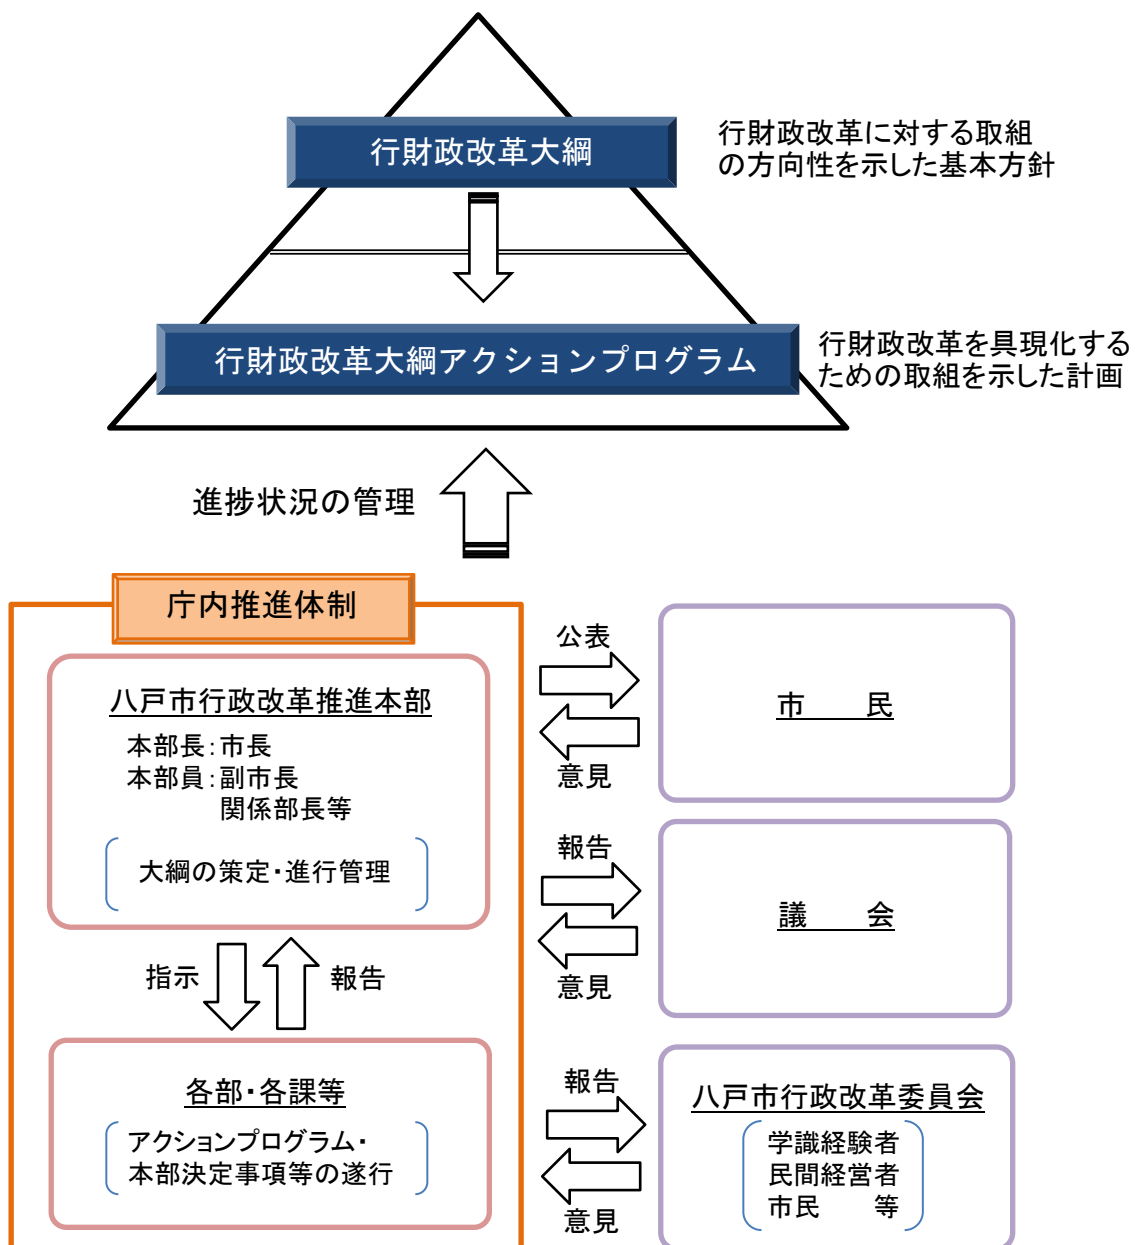 行財政改革大綱
行財政改革に対する取組
の方向性を示した基本方針
行財政改革大綱アクションプログラム
行財政改革を具現化する
ための取組を示した計画
進捗状況の管理
庁内推進体制
八戸市行政改革推進本部
本部長：市長
本部員：副市長
関係部長等
大綱の策定・進行管理
指示
報告
各部・各課等
アクションプログラム・
本部決定事項等の遂行
公表
意見
市　　民
報告
意見
議　　会
報告
意見
八戸市行政改革委員会
学識経験者
民間経営者
市民　　等